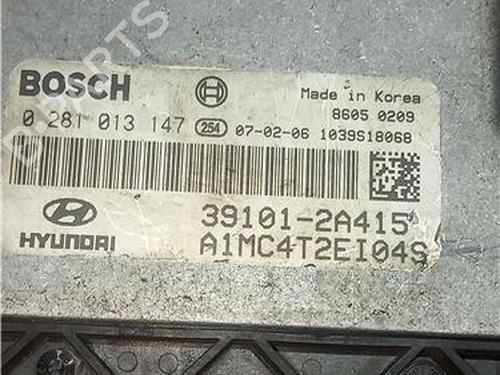 BOSCH
Made in Korea
8605 0209
0 281 013 147 254 07-02-06 1039S18068
39101-2A415
HYUNDAI
A1MC4T2EI04S